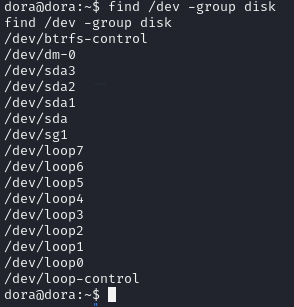 dora@dora:~$ find /dev -group disk
find /dev -group disk
/dev/btrfs-control
/dev/dm-0
/dev/sda3
/dev/sda2
/dev/sda1
/dev/sda
/dev/sg1
/dev/loop7
/dev/loop6
/dev/loop5
/dev/loop4
/dev/loop3
/dev/loop2
/dev/loop1
/dev/loop0
/dev/loop-control
dora@dora:~$